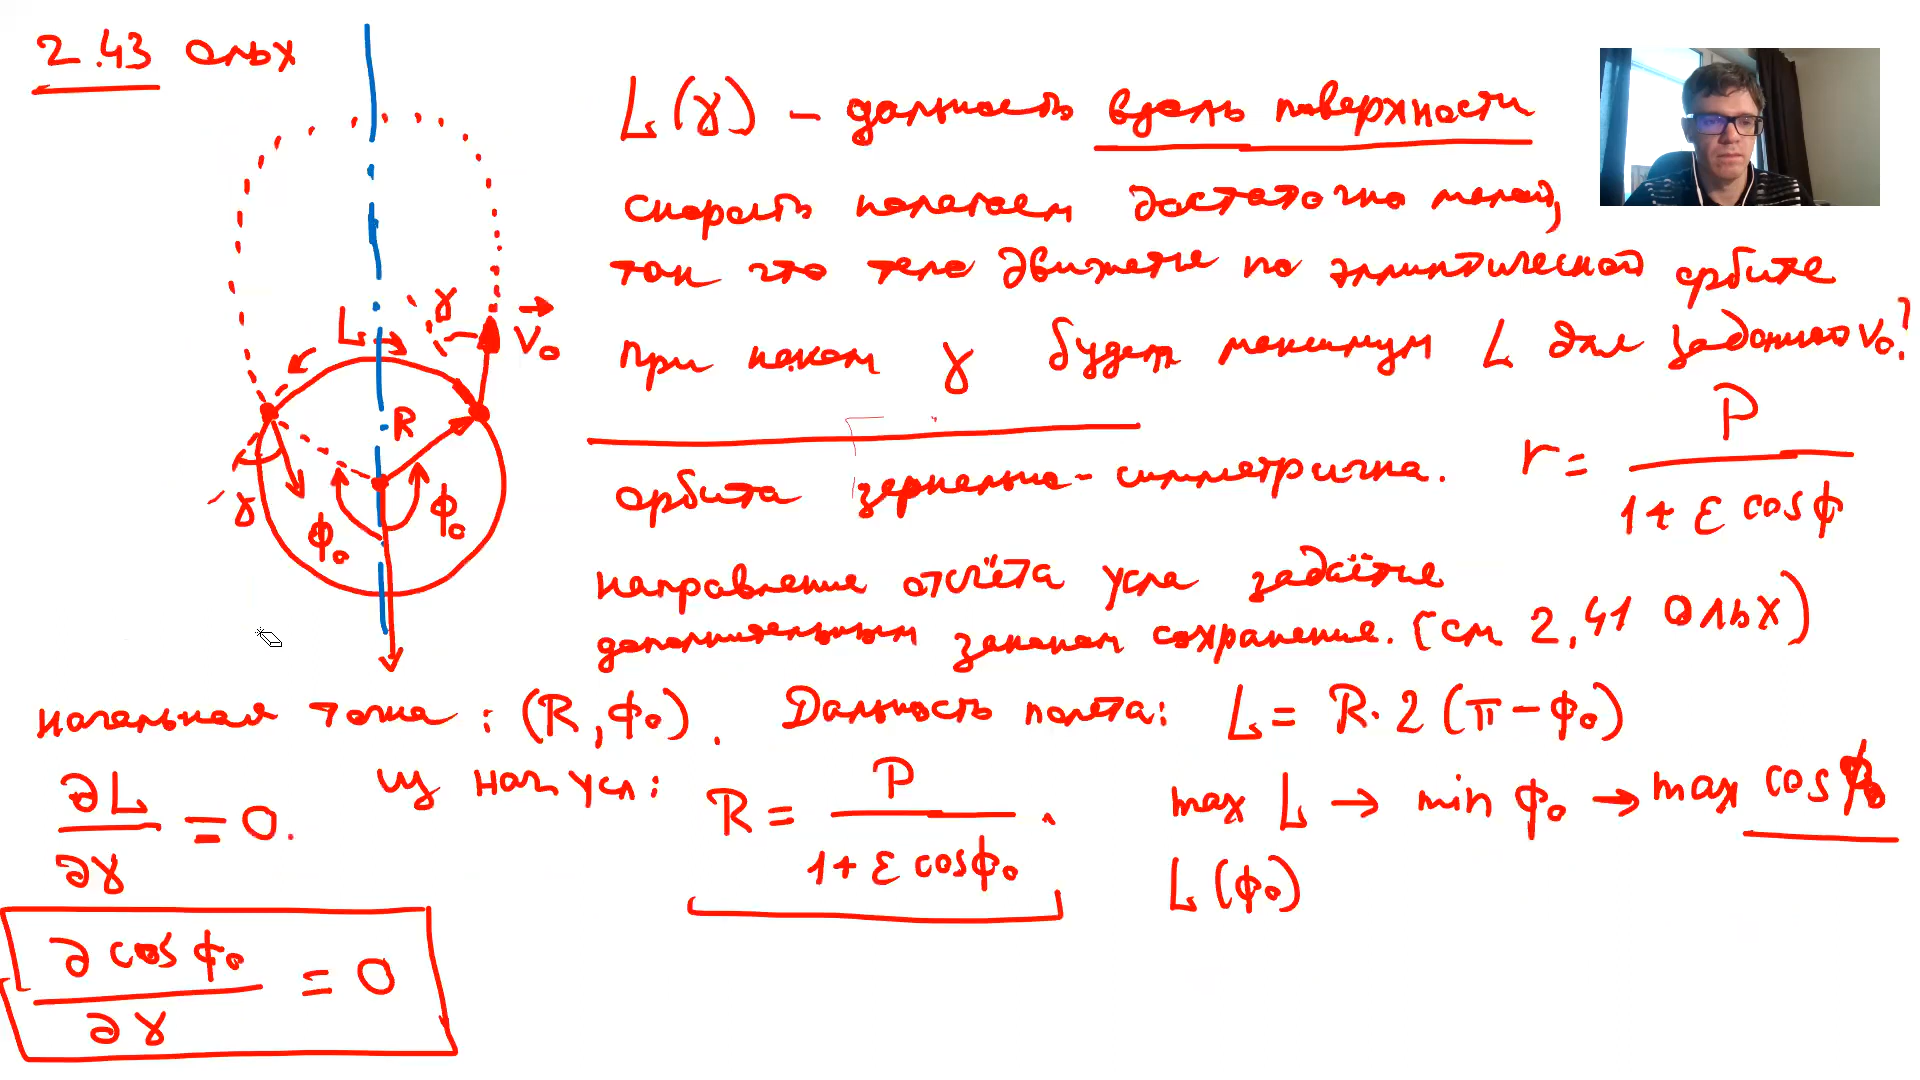 2.43 Ольх
L(γ) – дальность вдоль поверхности
скорость полагаем достаточно малой,
так что тело движется по эллиптической орбите
при каком γ будет максимум L для заданного v₀?
L γ v₀
R
φ₀ φ₀
γ
орбита зеркально-симметрична. r = P / (1 + ε cos φ)
направление отсчёта угла задаётся
дополнительным законом сохранения. (см 2,41 Ольх)
начальная точка: (R, φ₀). Дальность полёта: L = R · 2 (π – φ₀)
∂L / ∂γ = 0. из нач усл: R = P / (1 + ε cos φ₀). max L → min φ₀ → max cos φ₀
L(φ₀)
∂ cos φ₀ / ∂γ = 0